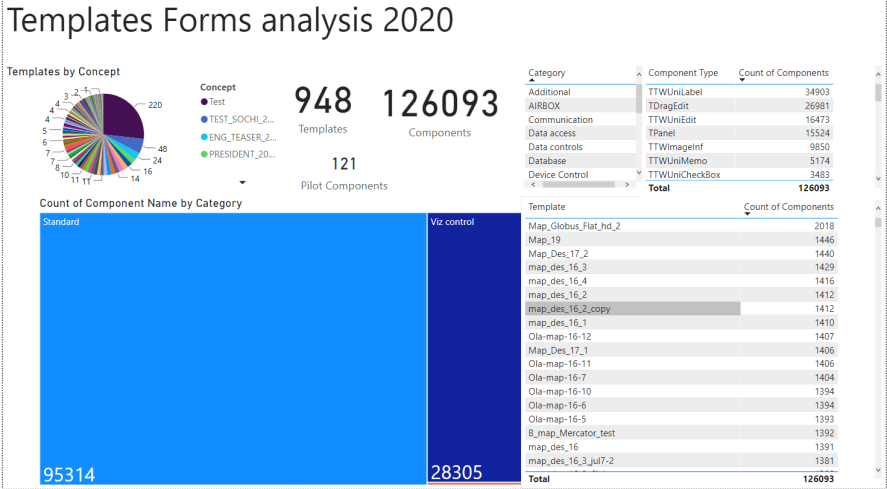 Templates Forms analysis 2020
Templates by Concept
220
48
24
16
14
11
11
10
8
7
7
6
5
4
4
4
3
2
1
Concept
Test
TEST_SOCHI_2...
ENG_TEASER_2...
PRESIDENT_20...
948
Templates
126093
Components
121
Pilot Components
Category
Additional
AIRBOX
Communication
Data access
Data controls
Database
Device Control
Component Type Count of Components
TTWUniLabel 34903
TDragEdit 26981
TTWUniEdit 16473
TPanel 15524
TTWImageInf 9850
TTWUniMemo 5174
TTWUniCheckBox 3483
Total 126093
Count of Component Name by Category
Standard
95314
Viz control
28305
Template Count of Components
Map_Globus_Flat_hd_2 2018
Map_19 1446
Map_Des_17_2 1440
map_des_16_3 1429
map_des_16_4 1416
map_des_16_2 1412
map_des_16_2_copy 1412
map_des_16_1 1410
Ola-map-16-12 1407
Map_Des_17_1 1406
Ola-map-16-11 1406
Ola-map-16-7 1404
Ola-map-16-10 1394
Ola-map-16-6 1394
Ola-map-16-5 1393
B_map_Mercator_test 1392
map_des_16 1391
map_des_16_3_jul7-2 1381
Total 126093